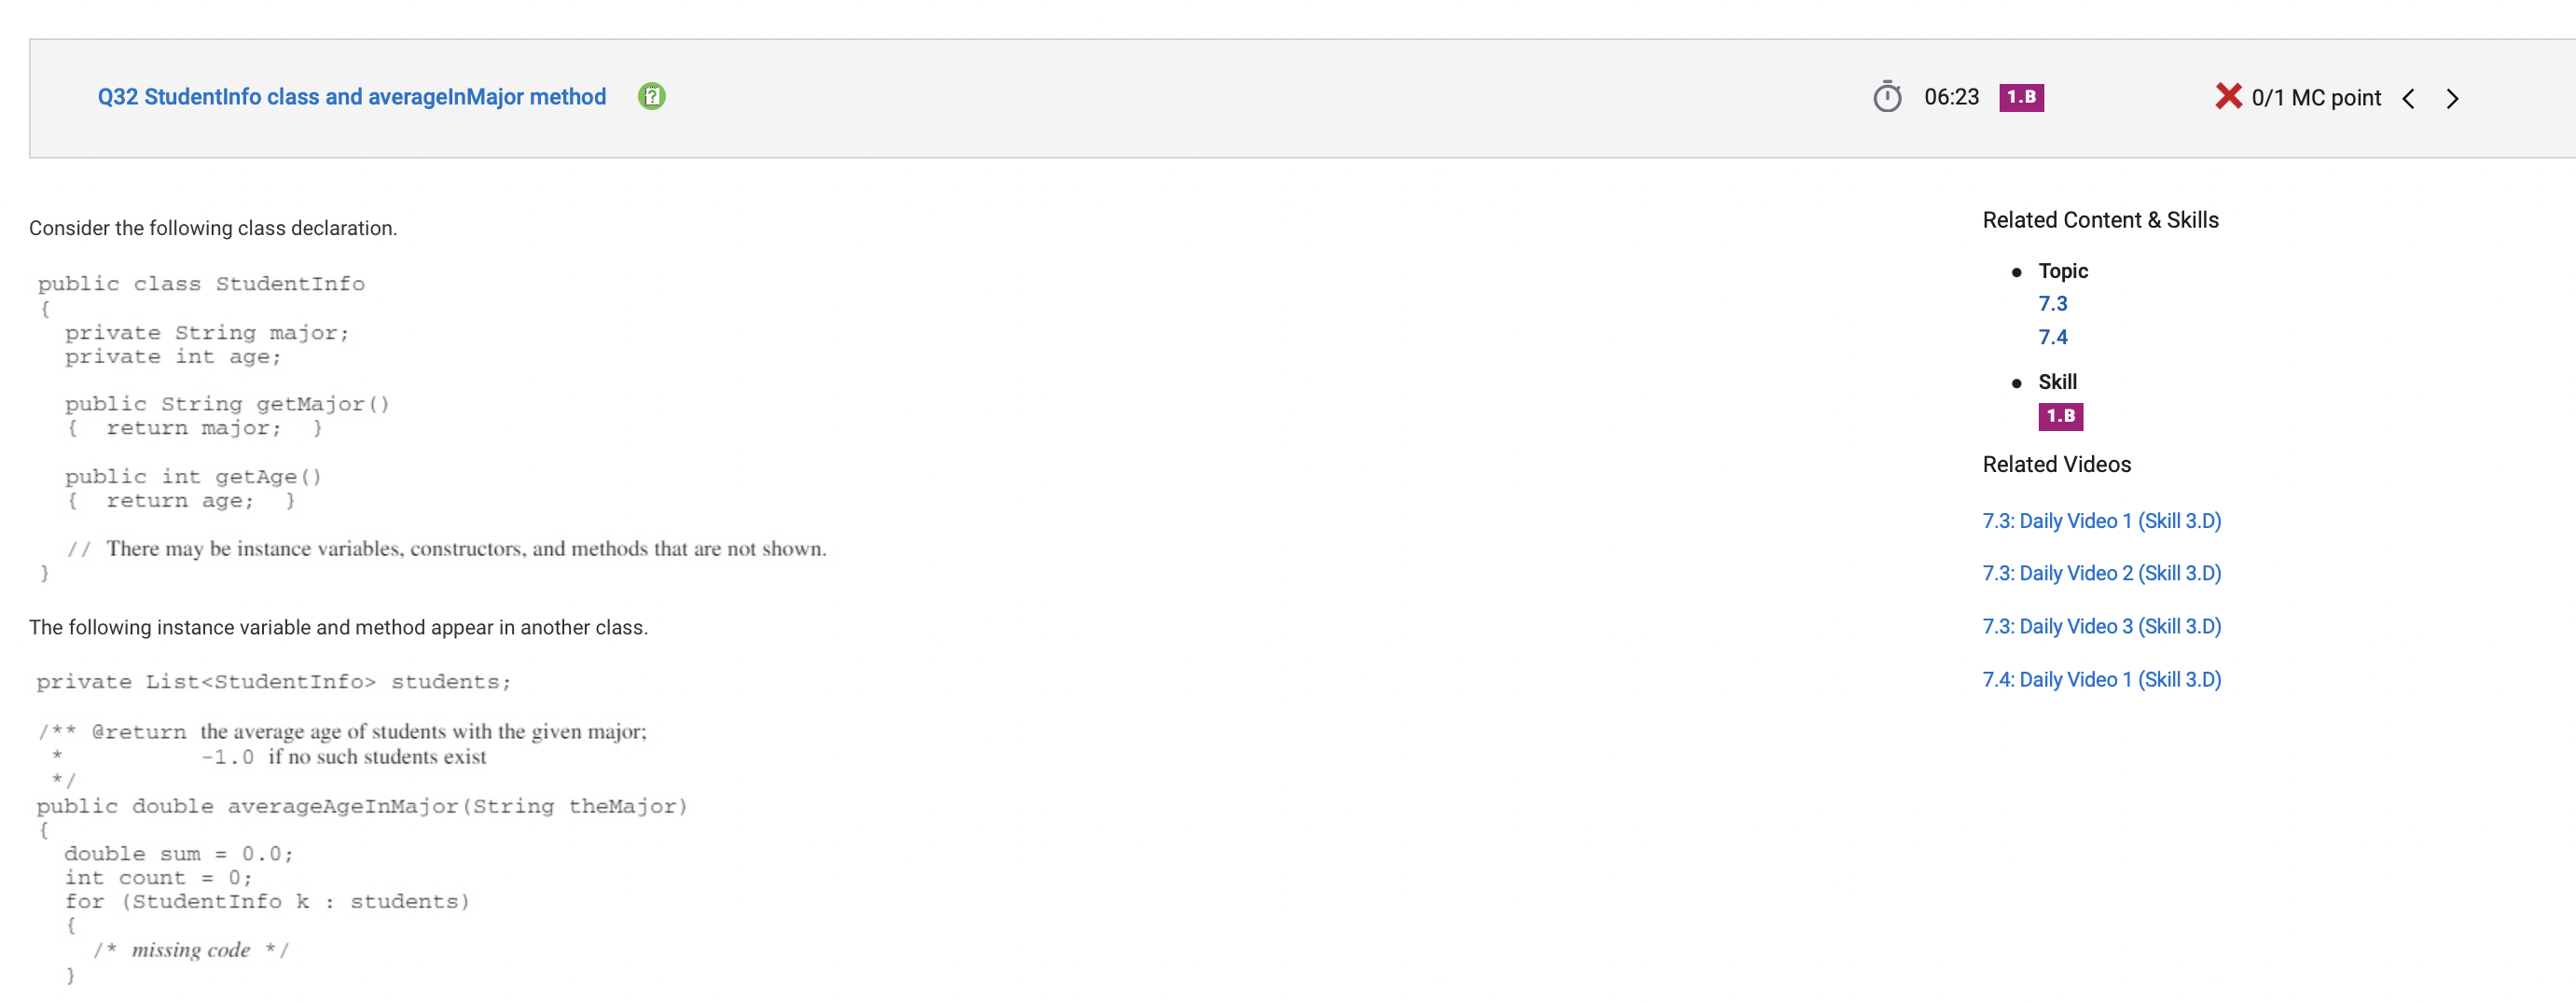 Q32 StudentInfo class and averageInMajor method
06:23 1.B
0/1 MC point
Consider the following class declaration.
public class StudentInfo
{
private String major;
private int age;
public String getMajor()
{ return major; }
public int getAge()
{ return age; }
// There may be instance variables, constructors, and methods that are not shown.
}
The following instance variable and method appear in another class.
private List<StudentInfo> students;
/** @return the average age of students with the given major;
* -1.0 if no such students exist
*/
public double averageAgeInMajor(String theMajor)
{
double sum = 0.0;
int count = 0;
for (StudentInfo k : students)
{
/* missing code */
}
Related Content & Skills
Topic
7.3
7.4
Skill
1.B
Related Videos
7.3: Daily Video 1 (Skill 3.D)
7.3: Daily Video 2 (Skill 3.D)
7.3: Daily Video 3 (Skill 3.D)
7.4: Daily Video 1 (Skill 3.D)